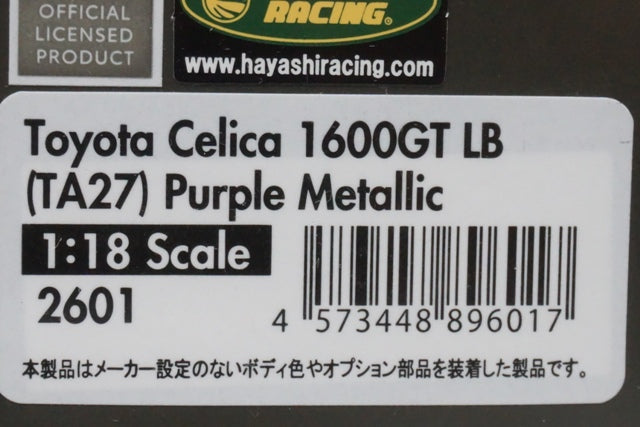 OFFICIAL
LICENSED
PRODUCT
RACING®
www.hayashiracing.com
Toyota Celica 1600GT LB
(TA27) Purple Metallic
1:18 Scale
2601
4 573448 896017
本製品はメーカー設定のないボディ色やオプション部品を装着した製品です。